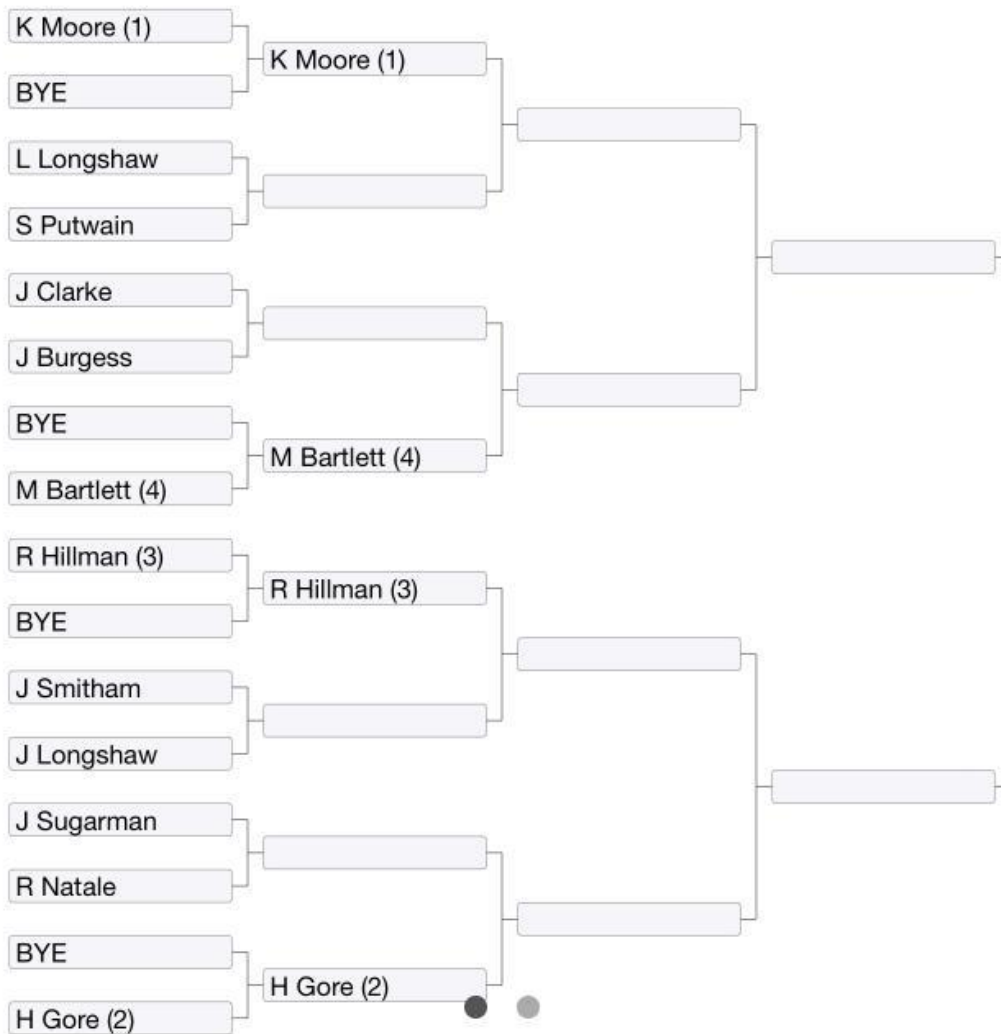 K Moore (1)
K Moore (1)
BYE
L Longshaw
S Putwain
J Clarke
J Burgess
BYE
M Bartlett (4)
M Bartlett (4)
R Hillman (3)
R Hillman (3)
BYE
J Smitham
J Longshaw
J Sugarman
R Natale
BYE
H Gore (2)
H Gore (2)